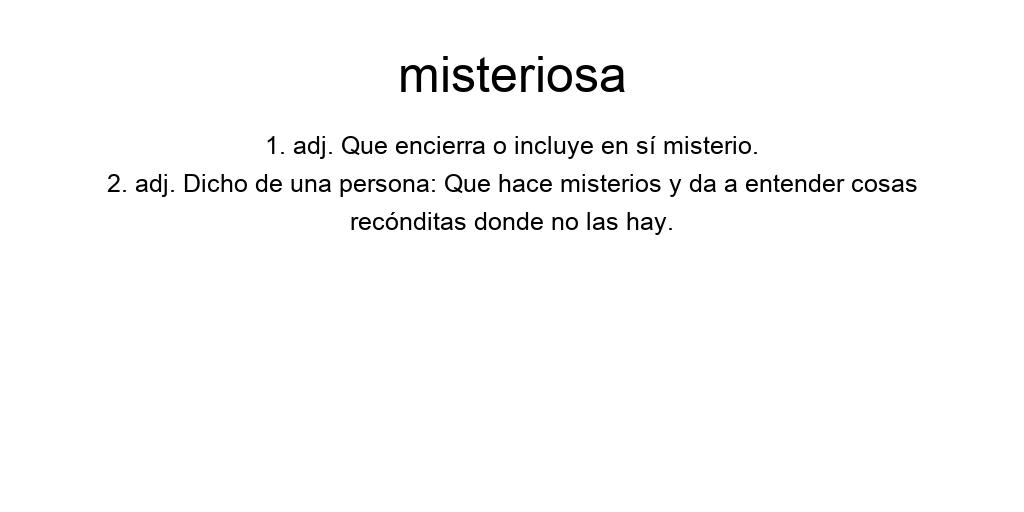 misteriosa
1. adj. Que encierra o incluye en sí misterio.
2. adj. Dicho de una persona: Que hace misterios y da a entender cosas
recónditas donde no las hay.